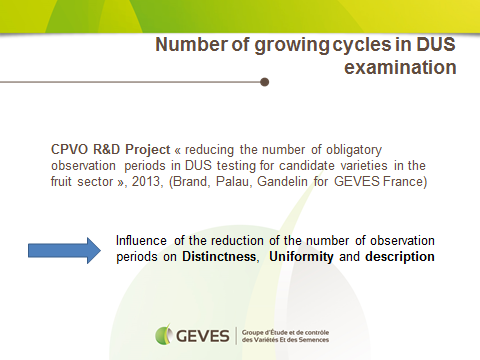 Number of growing cycles in DUS
examination
CPVO R&D Project « reducing the number of obligatory
observation periods in DUS testing for candidate varieties in the
fruit sector », 2013, (Brand, Palau, Gandelin for GEVES France)
Influence of the reduction of the number of observation
periods on Distinctness, Uniformity and description
GEVES
Groupe d'Étude et de contrôle
des Variétés Et des Semences